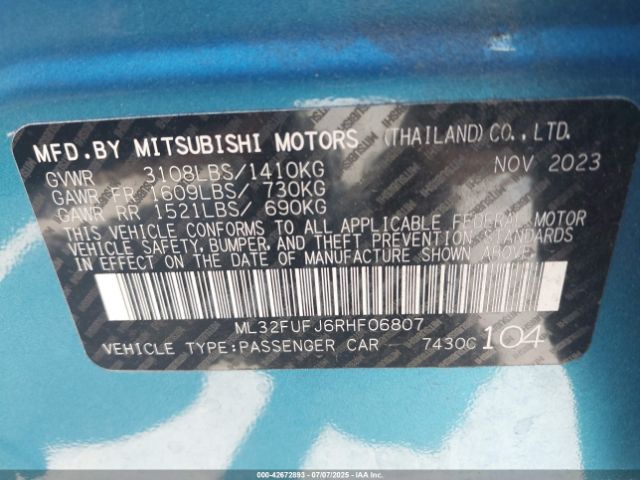 MFD.BY MITSUBISHI MOTORS (THAILAND)CO.,LTD.
GVWR 3108LBS/1410KG NOV 2023
GAWR FR 1609LBS/ 730KG
GAWR RR 1521LBS/ 690KG
THIS VEHICLE CONFORMS TO ALL APPLICABLE FEDERAL MOTOR
VEHICLE SAFETY, BUMPER, AND THEFT PREVENTION STANDARDS
IN EFFECT ON THE DATE OF MANUFACTURE SHOWN ABOVE.
ML32FUFJ6RHF06807
VEHICLE TYPE:PASSENGER CAR 7430C 104
000-42672893 - 07/07/2025 - IAAI.COM